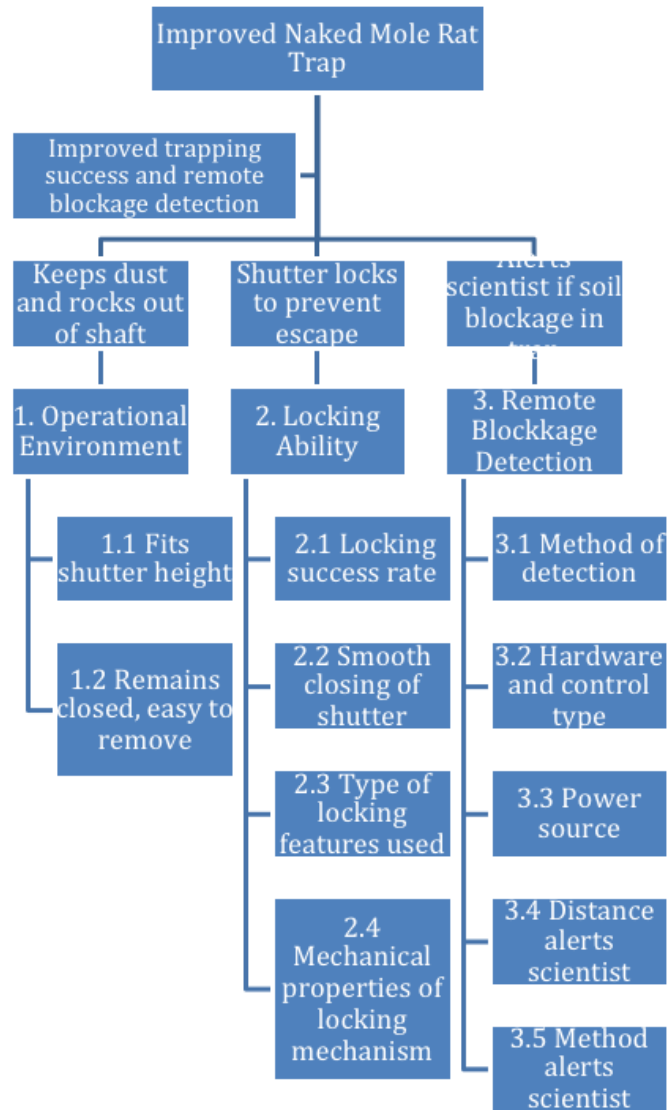 Improved Naked Mole Rat
Trap
Improved trapping
success and remote
blockage detection
Keeps dust
and rocks out
of shaft
Shutter locks
to prevent
escape
Alerts
scientist if soil
blockage in
1. Operational
Environment
2. Locking
Ability
3. Remote
Blockkage
Detection
1.1 Fits
shutter height
1.2 Remains
closed, easy to
remove
2.1 Locking
success rate
2.2 Smooth
closing of
shutter
2.3 Type of
locking
features used
2.4
Mechanical
properties of
locking
mechanism
3.1 Method of
detection
3.2 Hardware
and control
type
3.3 Power
source
3.4 Distance
alerts
scientist
3.5 Method
alerts
scientist